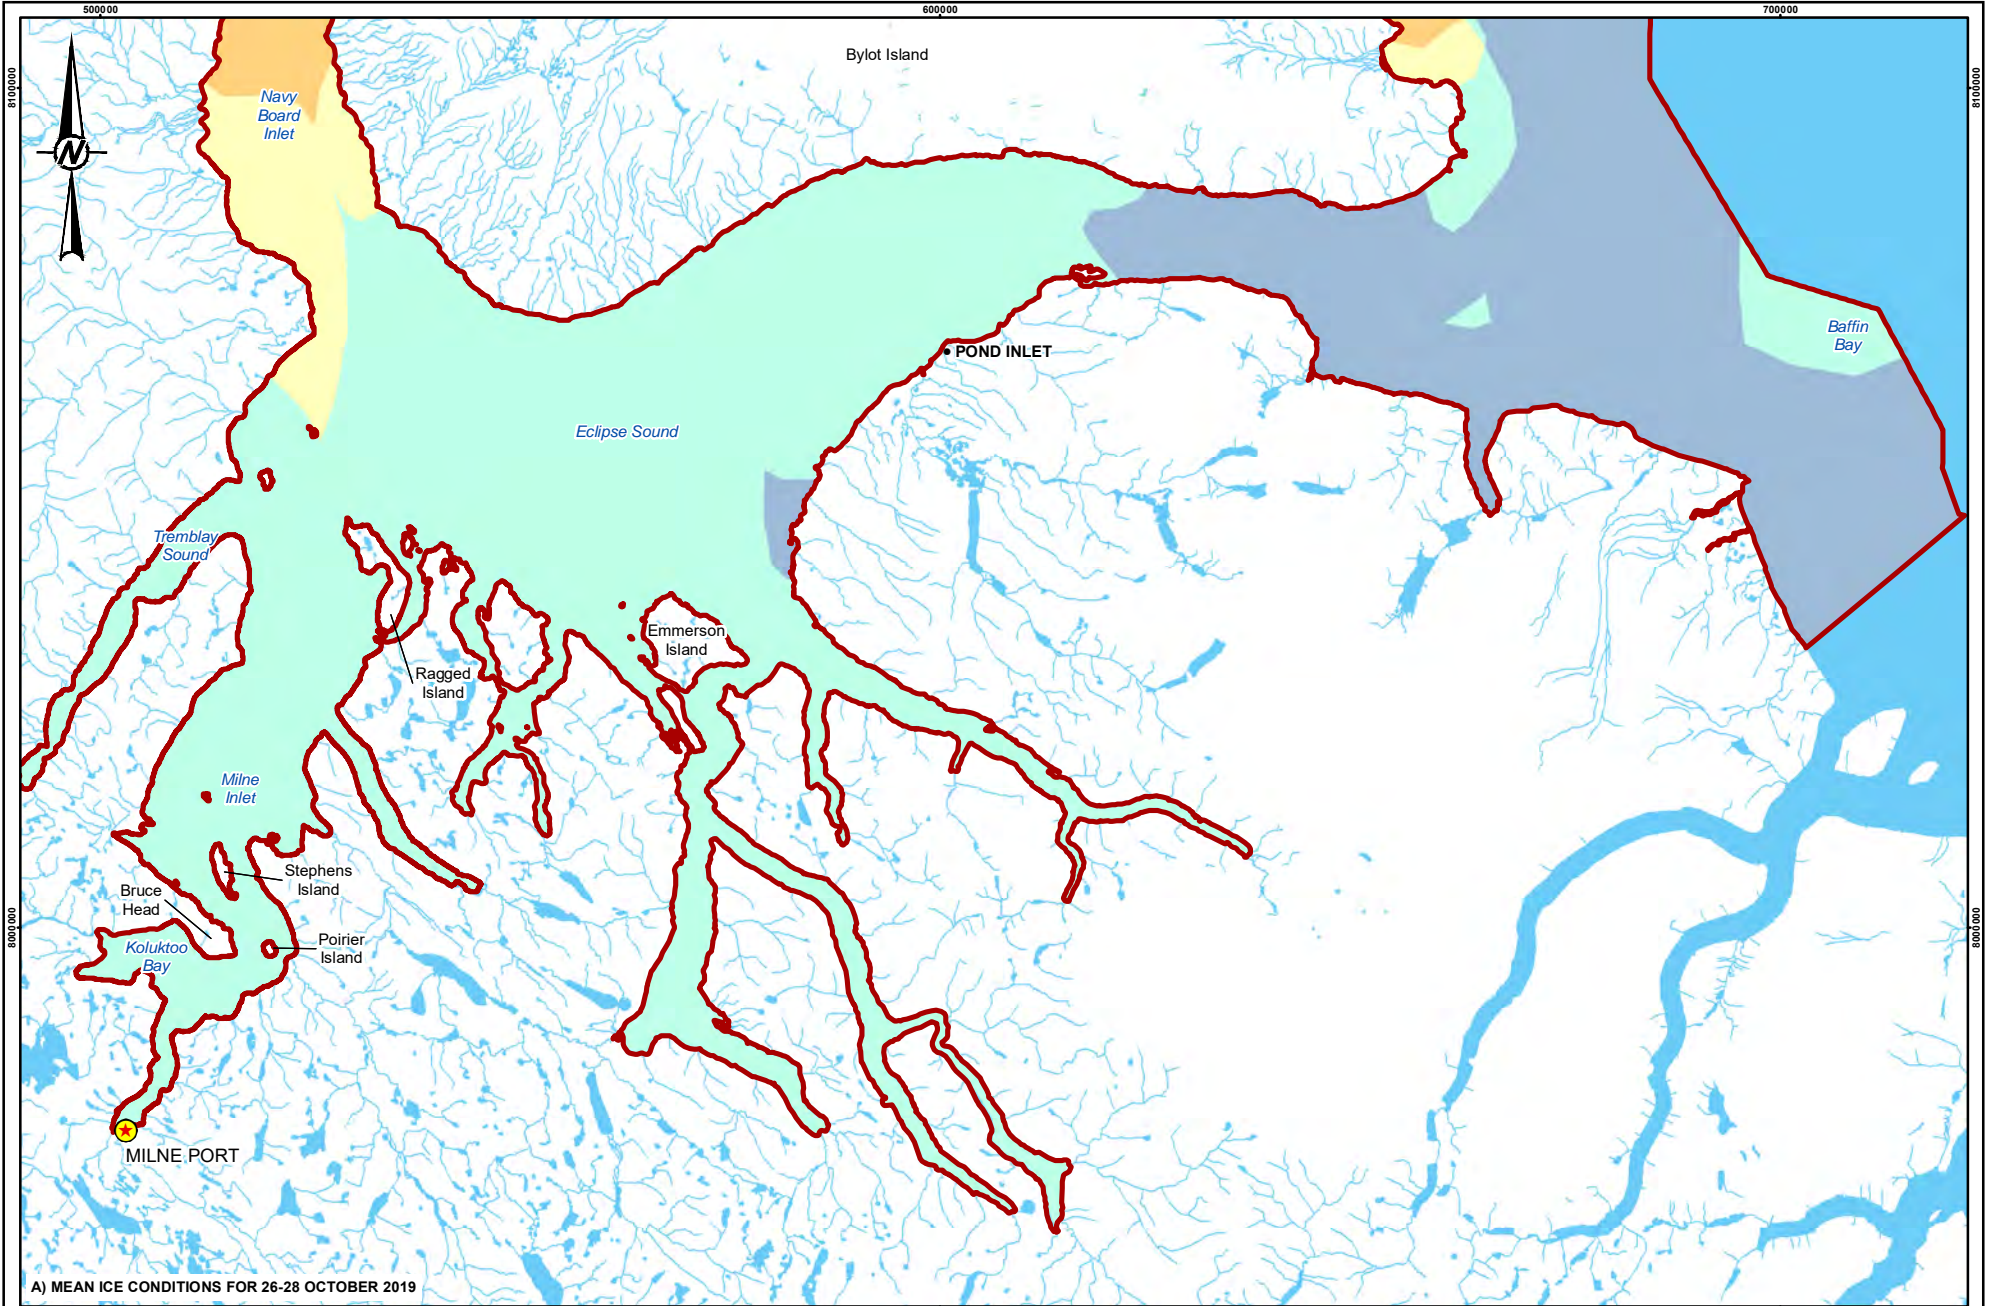 500000
600000
700000
8100000
8100000
Bylot Island
Navy
Board
Inlet
N
Baffin
Bay
POND INLET
Eclipse Sound
Tremblay
Sound
Emmerson
Island
Ragged
Island
Milne
Inlet
Stephens
Island
Bruce
Head
Poirier
Island
Koluktoo
Bay
8000000
8000000
MILNE PORT
A) MEAN ICE CONDITIONS FOR 26-28 OCTOBER 2019